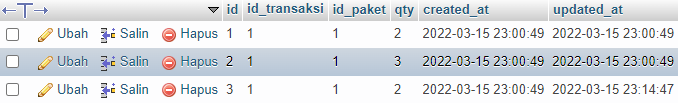 ←T→ id id_transaksi id_paket qty created_at updated_at
Ubah Salin Hapus 1 1 1 2 2022-03-15 23:00:49 2022-03-15 23:00:49
Ubah Salin Hapus 2 1 1 3 2022-03-15 23:00:49 2022-03-15 23:00:49
Ubah Salin Hapus 3 1 1 2 2022-03-15 23:00:49 2022-03-15 23:14:47